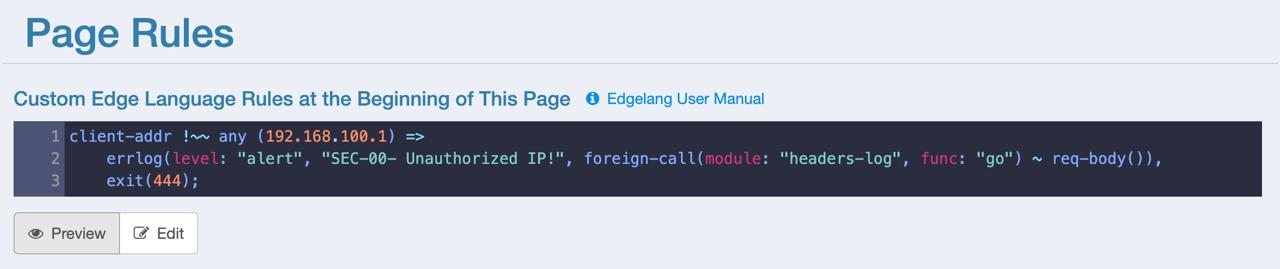 Page Rules
Custom Edge Language Rules at the Beginning of This Page Edgelang User Manual
1 client-addr !~~ any (192.168.100.1) =>
2 errlog(level: "alert", "SEC-00- Unauthorized IP!", foreign-call(module: "headers-log", func: "go") ~ req-body()),
3 exit(444);
Preview Edit